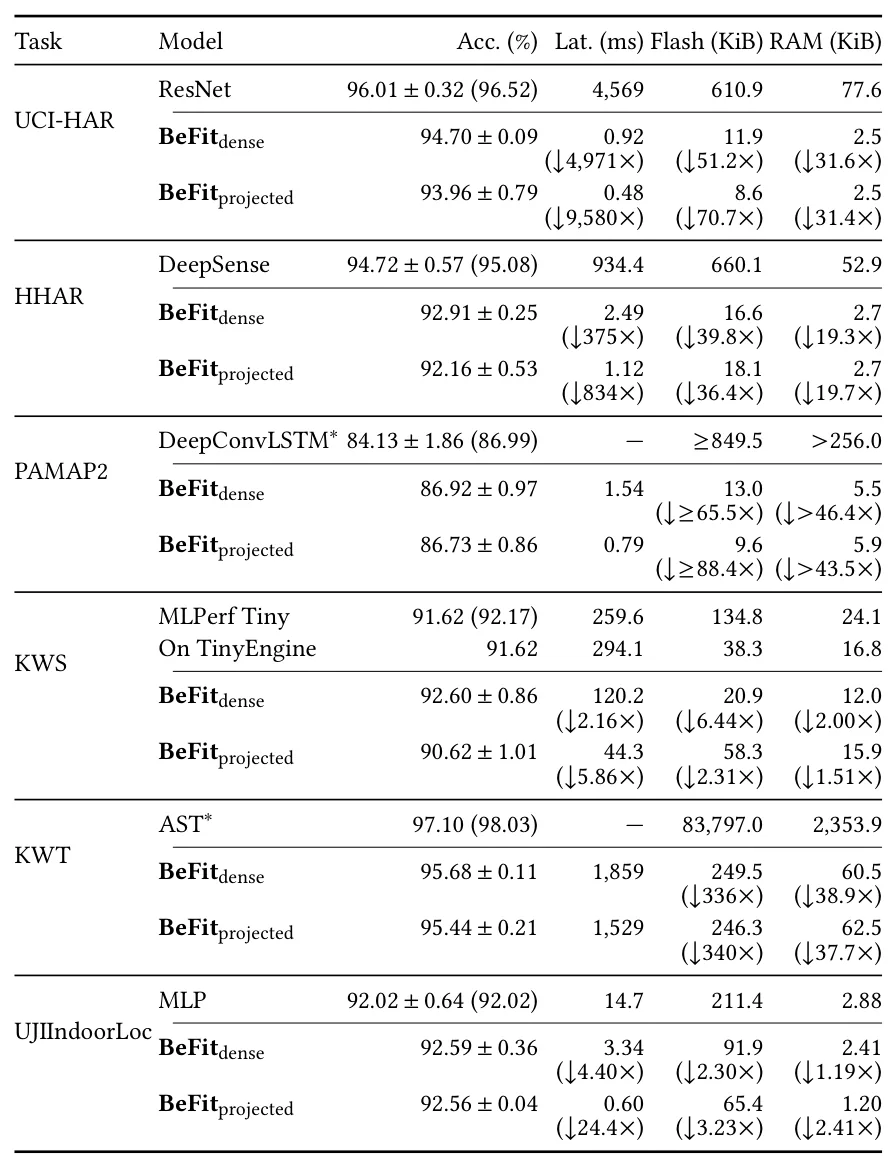 Task Model Acc. (%) Lat. (ms) Flash (KiB) RAM (KiB)
ResNet 96.01 ± 0.32 (96.52) 4,569 610.9 77.6
UCI-HAR
BeFit_dense 94.70 ± 0.09 0.92 11.9 2.5
(↓4,971×) (↓51.2×) (↓31.6×)
BeFit_projected 93.96 ± 0.79 0.48 8.6 2.5
(↓9,580×) (↓70.7×) (↓31.4×)
DeepSense 94.72 ± 0.57 (95.08) 934.4 660.1 52.9
HHAR
BeFit_dense 92.91 ± 0.25 2.49 16.6 2.7
(↓375×) (↓39.8×) (↓19.3×)
BeFit_projected 92.16 ± 0.53 1.12 18.1 2.7
(↓834×) (↓36.4×) (↓19.7×)
DeepConvLSTM* 84.13 ± 1.86 (86.99) — ≥849.5 >256.0
PAMAP2
BeFit_dense 86.92 ± 0.97 1.54 13.0 5.5
(↓≥65.5×) (↓>46.4×)
BeFit_projected 86.73 ± 0.86 0.79 9.6 5.9
(↓≥88.4×) (↓>43.5×)
MLPerf Tiny 91.62 (92.17) 259.6 134.8 24.1
On TinyEngine 91.62 294.1 38.3 16.8
KWS
BeFit_dense 92.60 ± 0.86 120.2 20.9 12.0
(↓2.16×) (↓6.44×) (↓2.00×)
BeFit_projected 90.62 ± 1.01 44.3 58.3 15.9
(↓5.86×) (↓2.31×) (↓1.51×)
AST* 97.10 (98.03) — 83,797.0 2,353.9
KWT
BeFit_dense 95.68 ± 0.11 1,859 249.5 60.5
(↓336×) (↓38.9×)
BeFit_projected 95.44 ± 0.21 1,529 246.3 62.5
(↓340×) (↓37.7×)
MLP 92.02 ± 0.64 (92.02) 14.7 211.4 2.88
UJIIndoorLoc
BeFit_dense 92.59 ± 0.36 3.34 91.9 2.41
(↓4.40×) (↓2.30×) (↓1.19×)
BeFit_projected 92.56 ± 0.04 0.60 65.4 1.20
(↓24.4×) (↓3.23×) (↓2.41×)